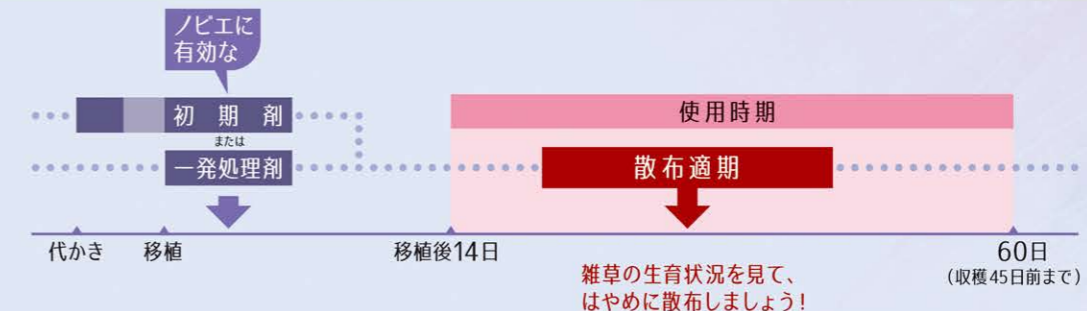 ノビエに
有効な
初期剤
または
一発処理剤
使用時期
散布適期
代かき
移植
移植後14日
60日
(収穫45日前まで)
雑草の生育状況を見て、
はやめに散布しましょう!